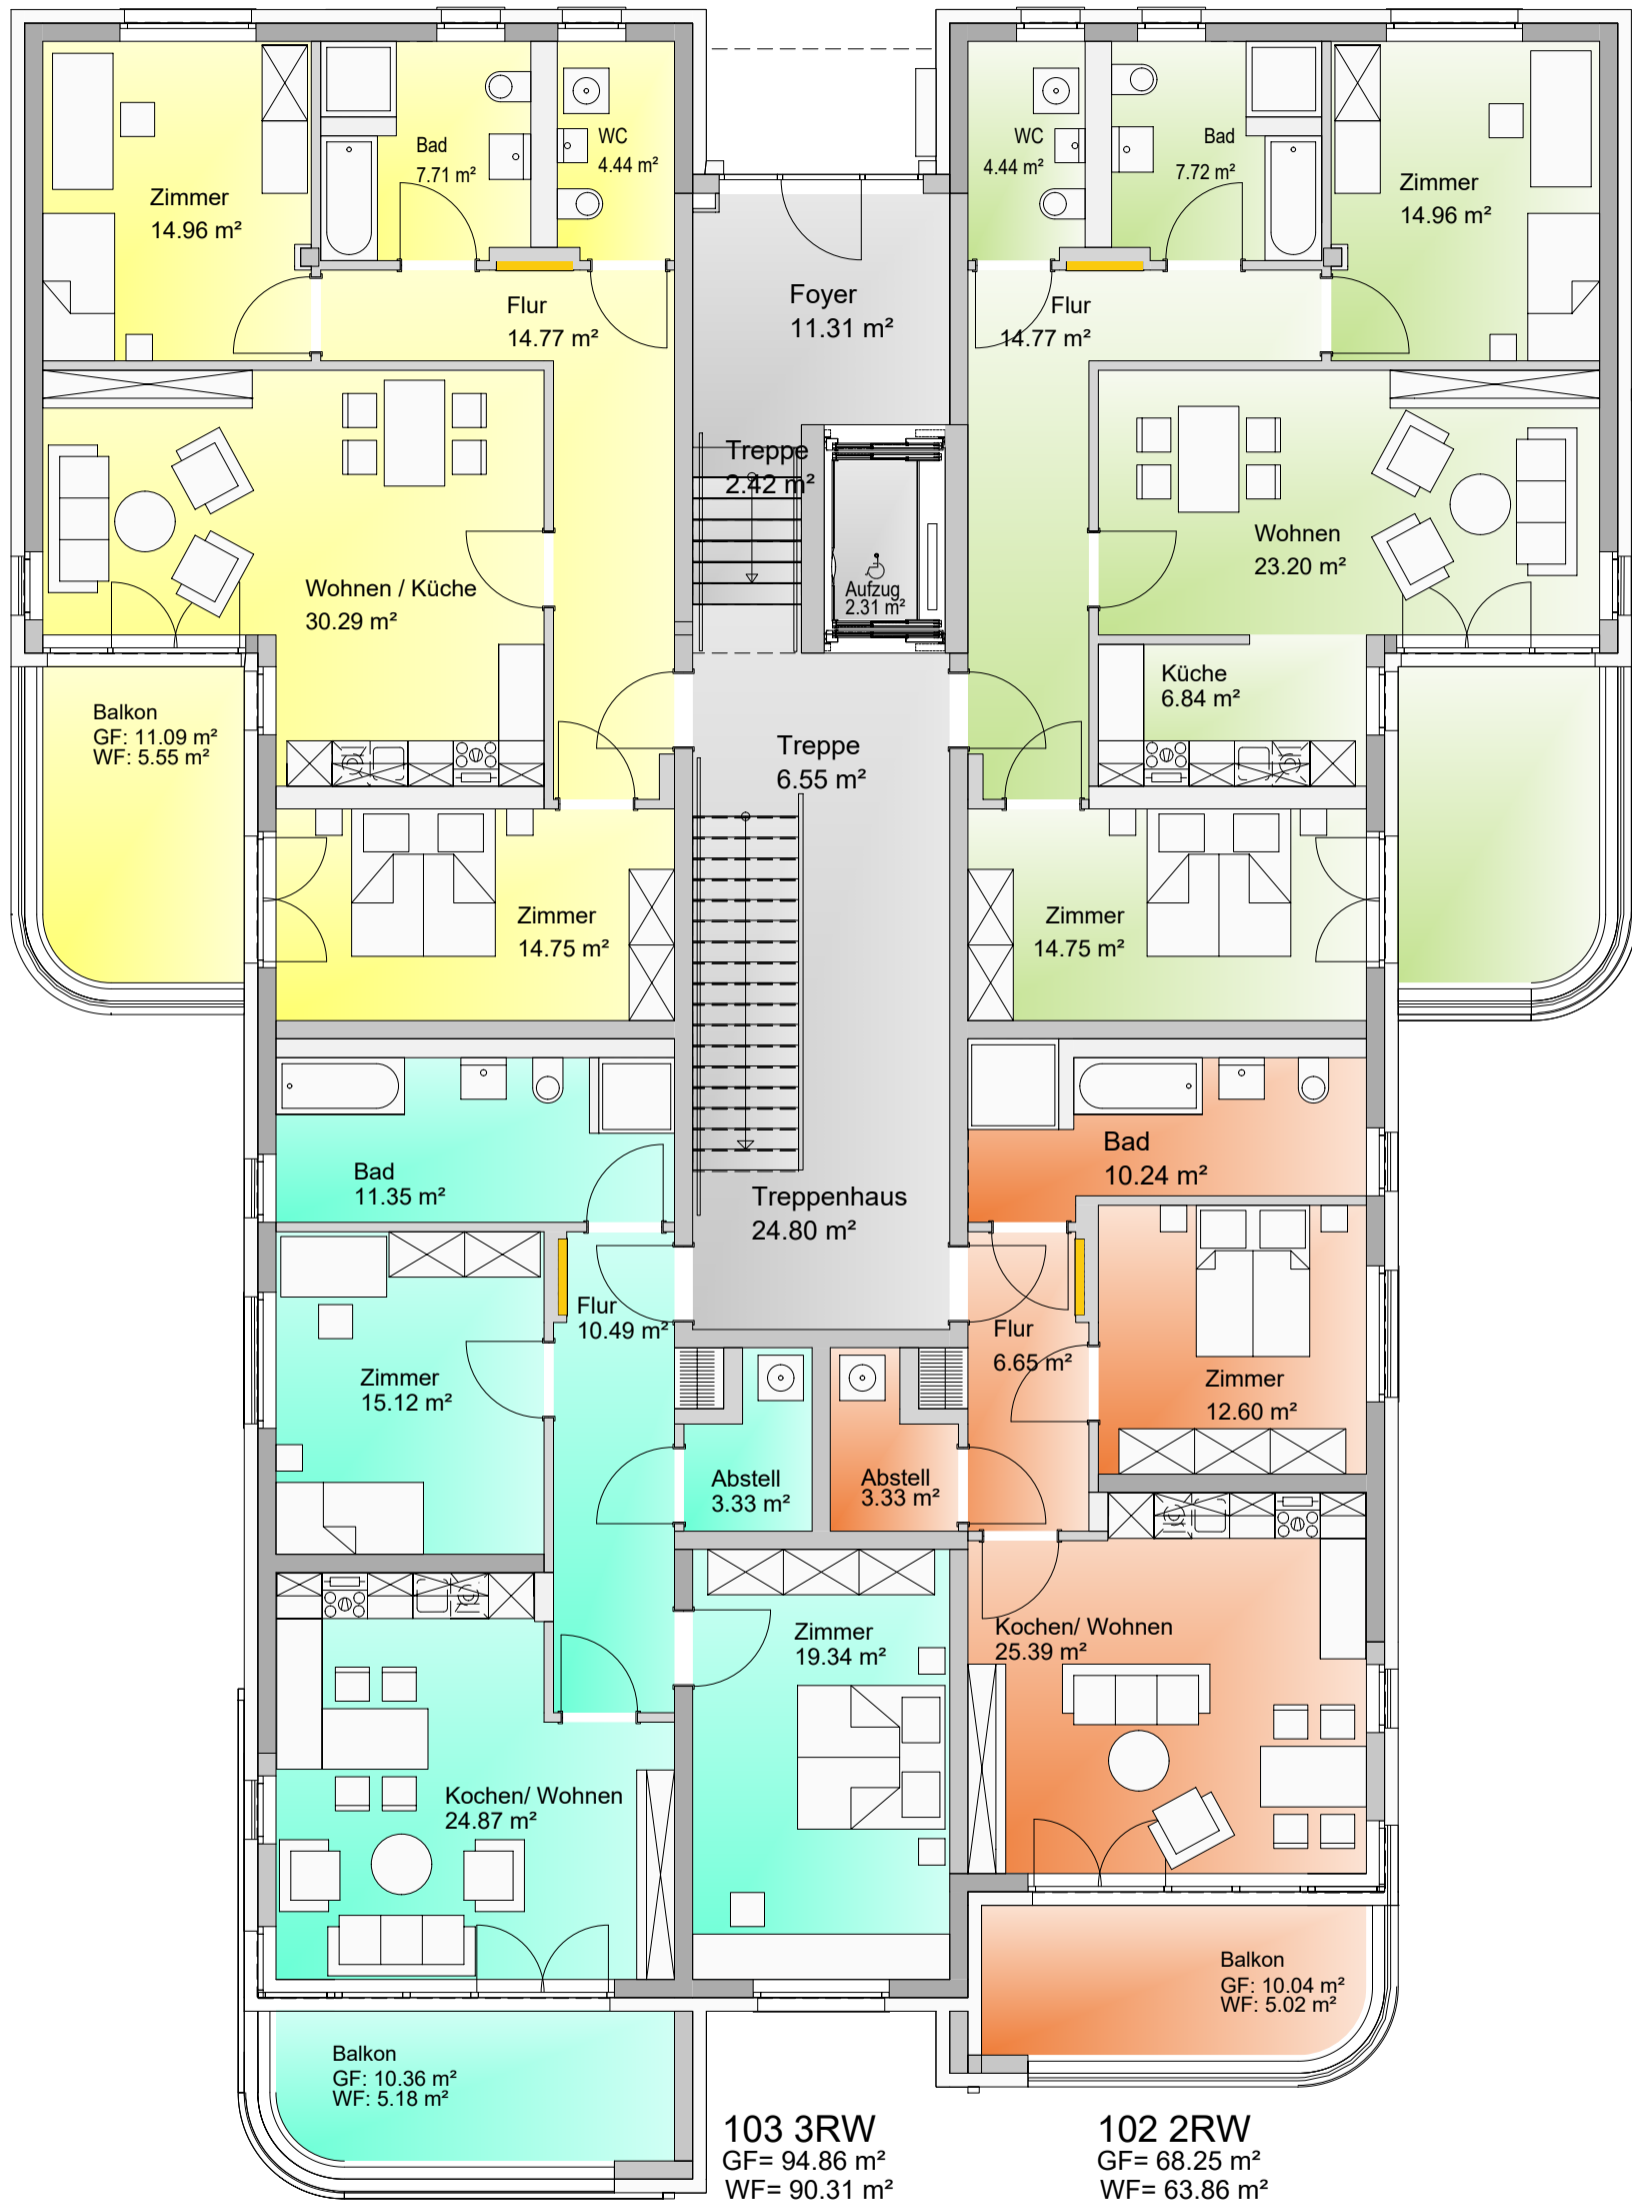 Zimmer
14.96 m²
Bad
7.71 m²
WC
4.44 m²
Flur
14.77 m²
Wohnen / Küche
30.29 m²
Balkon
GF: 11.09 m²
WF: 5.55 m²
Zimmer
14.75 m²
Foyer
11.31 m²
Treppe
2.42 m²
Aufzug
2.31 m²
Treppe
6.55 m²
Treppenhaus
24.80 m²
WC
4.44 m²
Bad
7.72 m²
Zimmer
14.96 m²
Flur
14.77 m²
Wohnen
23.20 m²
Küche
6.84 m²
Zimmer
14.75 m²
Bad
11.35 m²
Flur
10.49 m²
Zimmer
15.12 m²
Abstell
3.33 m²
Zimmer
19.34 m²
Kochen/ Wohnen
24.87 m²
Balkon
GF: 10.36 m²
WF: 5.18 m²
Bad
10.24 m²
Flur
6.65 m²
Zimmer
12.60 m²
Abstell
3.33 m²
Kochen/ Wohnen
25.39 m²
Balkon
GF: 10.04 m²
WF: 5.02 m²
103 3RW
GF= 94.86 m²
WF= 90.31 m²
102 2RW
GF= 68.25 m²
WF= 63.86 m²